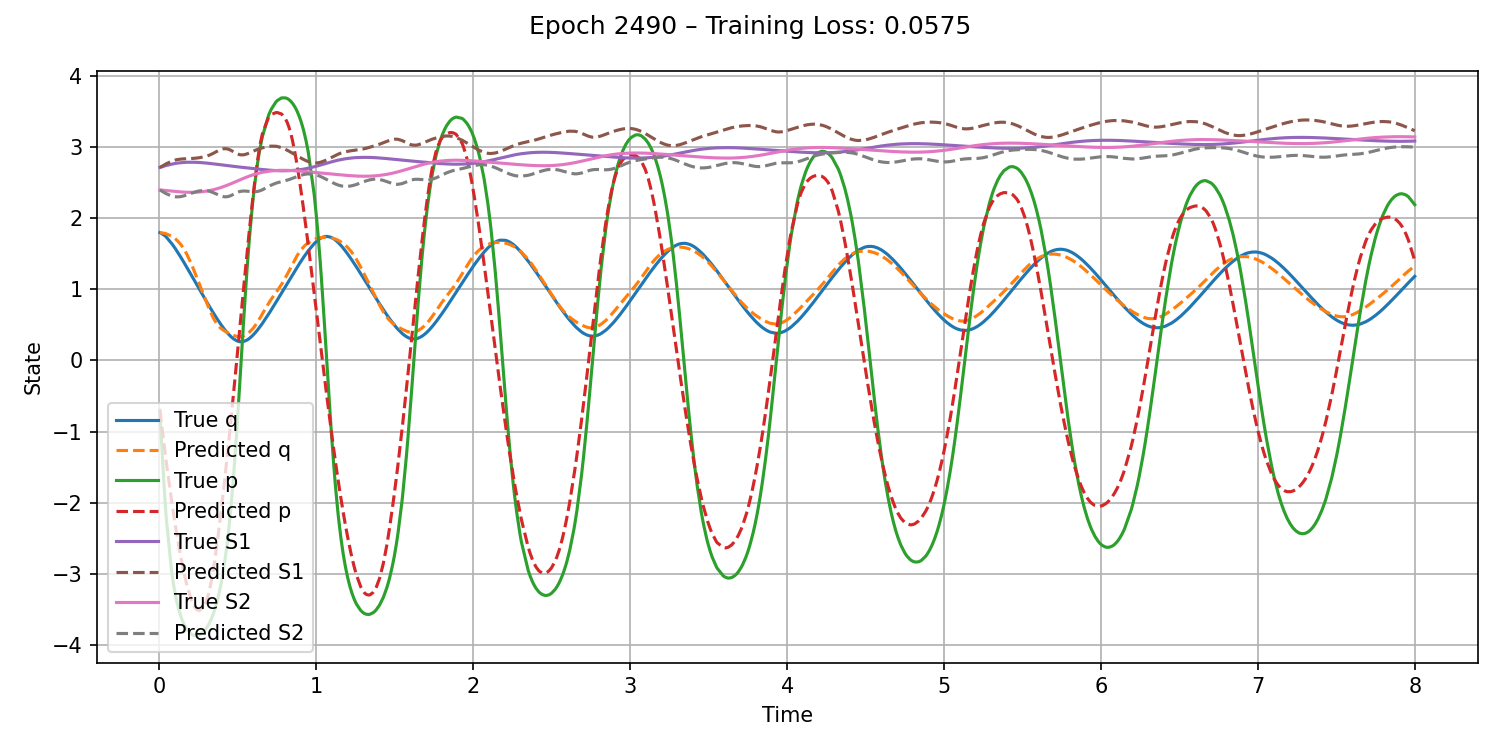 Epoch 2490 – Training Loss: 0.0575
4
3
2
1
0
−1
−2
−3
−4
State
True q
Predicted q
True p
Predicted p
True S1
Predicted S1
True S2
Predicted S2
0 1 2 3 4 5 6 7 8
Time